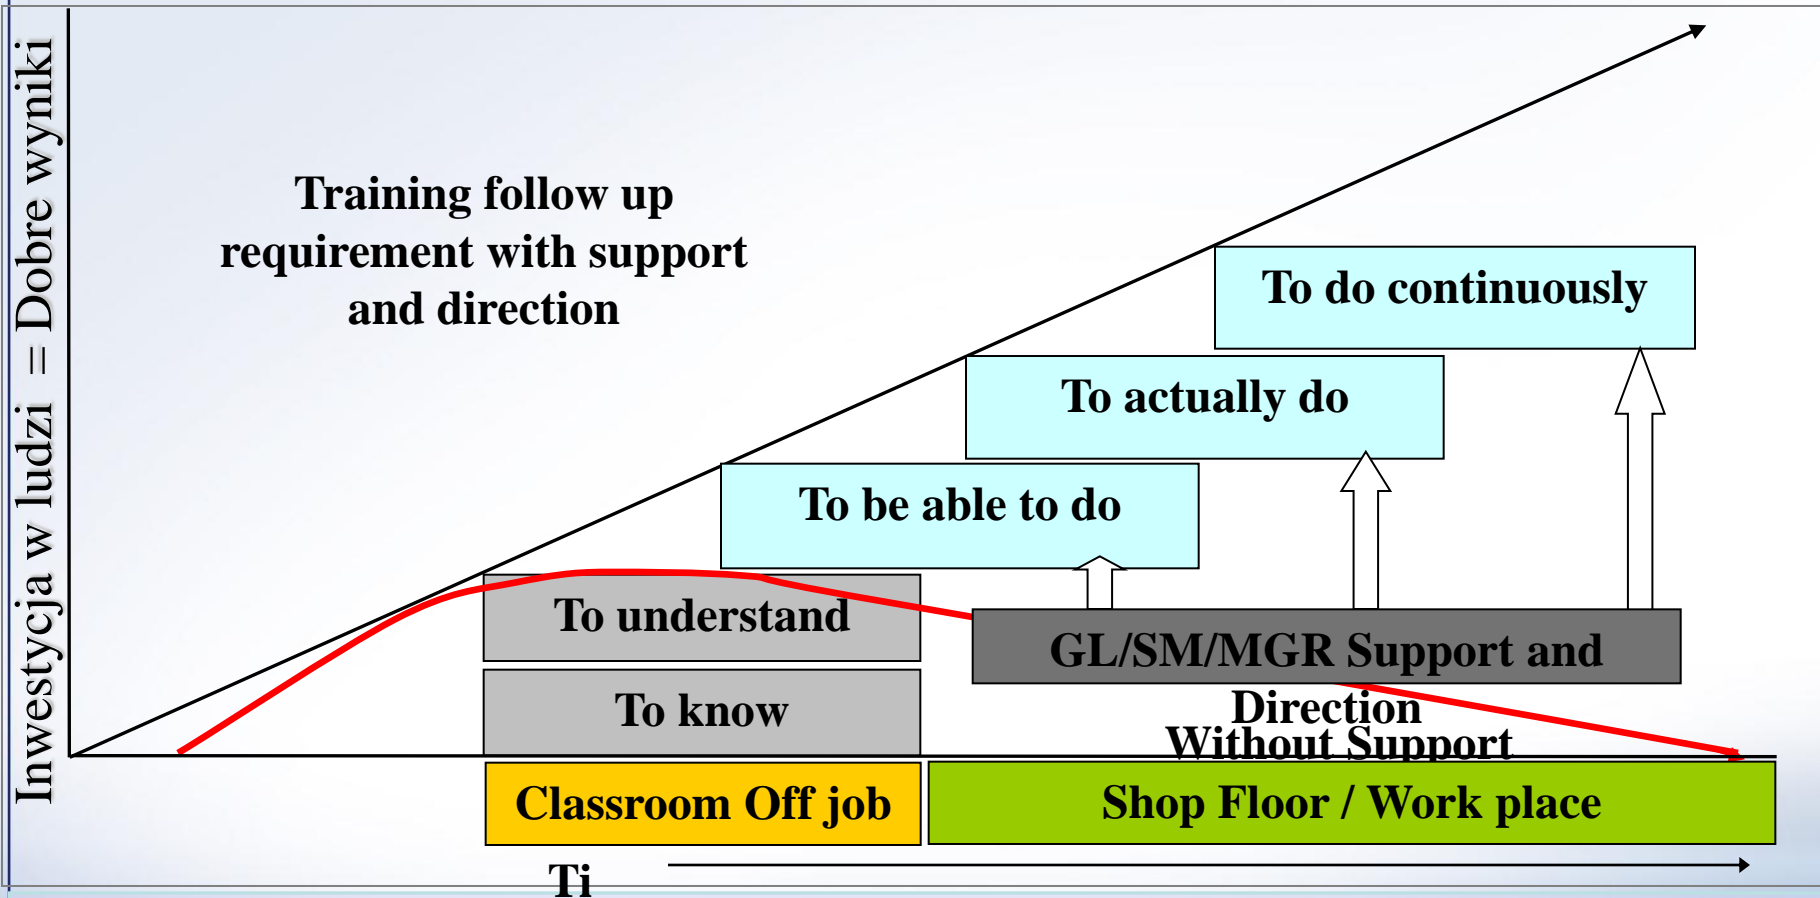 Inwestycja w ludzi = Dobre wyniki
Training follow up
requirement with support
and direction
To do continuously
To actually do
To be able to do
To understand
To know
GL/SM/MGR Support and
Direction
Without Support
Classroom Off job
Shop Floor / Work place
Ti